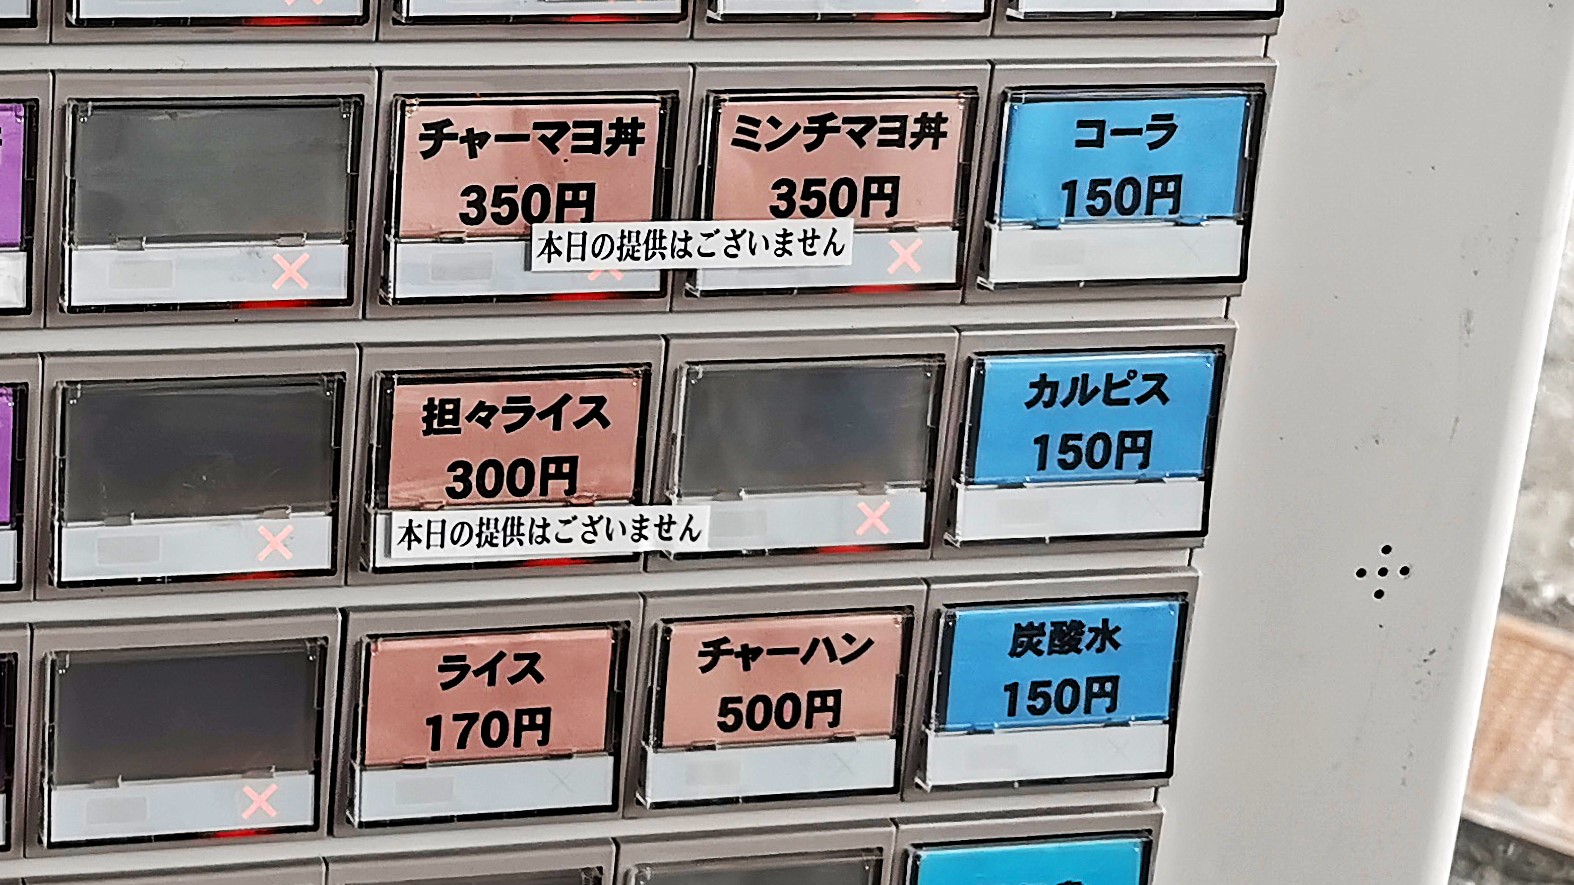 チャーマヨ丼
350円
ミンチマヨ丼
350円
コーラ
150円
本日の提供はございません
担々ライス
300円
カルピス
150円
本日の提供はございません
ライス
170円
チャーハン
500円
炭酸水
150円